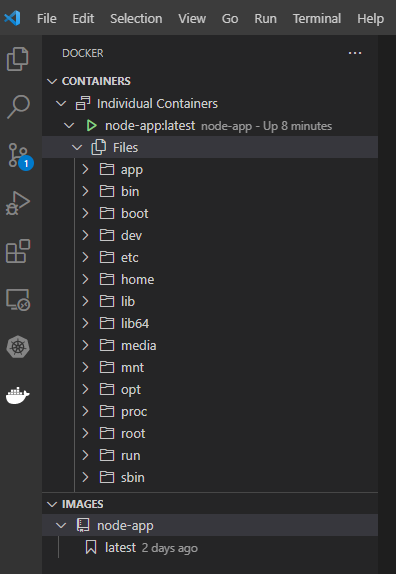 File Edit Selection View Go Run Terminal Help
DOCKER
CONTAINERS
Individual Containers
node-app:latest node-app - Up 8 minutes
Files
app
bin
boot
dev
etc
home
lib
lib64
media
mnt
opt
proc
root
run
sbin
IMAGES
node-app
latest 2 days ago
1